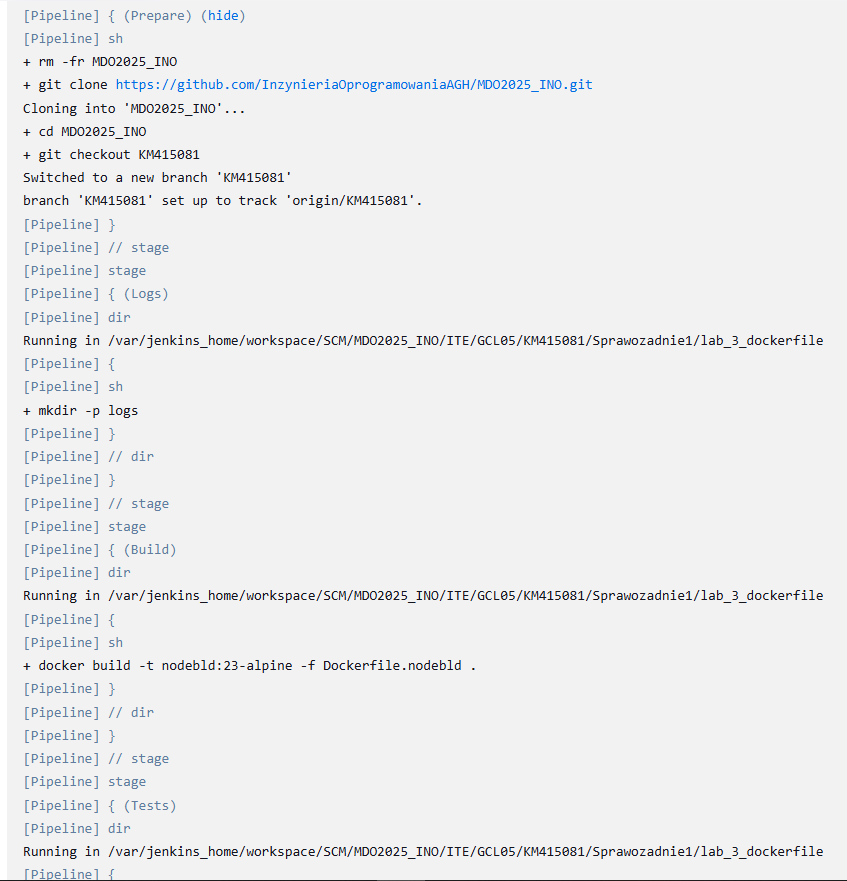 [Pipeline] { (Prepare) (hide)
[Pipeline] sh
+ rm -fr MDO2025_INO
+ git clone https://github.com/InzynieriaOprogramowaniaAGH/MDO2025_INO.git
Cloning into 'MDO2025_INO'...
+ cd MDO2025_INO
+ git checkout KM415081
Switched to a new branch 'KM415081'
branch 'KM415081' set up to track 'origin/KM415081'.
[Pipeline] }
[Pipeline] // stage
[Pipeline] stage
[Pipeline] { (Logs)
[Pipeline] dir
Running in /var/jenkins_home/workspace/SCM/MDO2025_INO/ITE/GCL05/KM415081/Sprawozadnie1/lab_3_dockerfile
[Pipeline] {
[Pipeline] sh
+ mkdir -p logs
[Pipeline] }
[Pipeline] // dir
[Pipeline] }
[Pipeline] // stage
[Pipeline] stage
[Pipeline] { (Build)
[Pipeline] dir
Running in /var/jenkins_home/workspace/SCM/MDO2025_INO/ITE/GCL05/KM415081/Sprawozadnie1/lab_3_dockerfile
[Pipeline] {
[Pipeline] sh
+ docker build -t nodebld:23-alpine -f Dockerfile.nodebld .
[Pipeline] }
[Pipeline] // dir
[Pipeline] }
[Pipeline] // stage
[Pipeline] stage
[Pipeline] { (Tests)
[Pipeline] dir
Running in /var/jenkins_home/workspace/SCM/MDO2025_INO/ITE/GCL05/KM415081/Sprawozadnie1/lab_3_dockerfile
[Pipeline] {